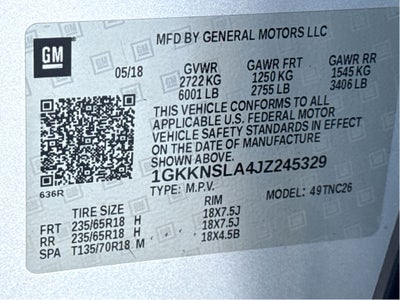 GM
MFD BY GENERAL MOTORS LLC
05/18 GVWR GAWR FRT GAWR RR
2722 KG 1250 KG 1545 KG
6001 LB 2755 LB 3406 LB
THIS VEHICLE CONFORMS TO ALL
APPLICABLE U.S. FEDERAL MOTOR
VEHICLE SAFETY STANDARDS IN EFFECT
ON THE DATE OF MANUFACTURE SHOWN ABOVE.
1GKKNSLA4JZ245329
636R TYPE: M.P.V. MODEL: 49TNC26
TIRE SIZE RIM
FRT 235/65R18 H 18X7.5J
RR 235/65R18 H 18X7.5J
SPA T135/70R18 M 18X4.5B